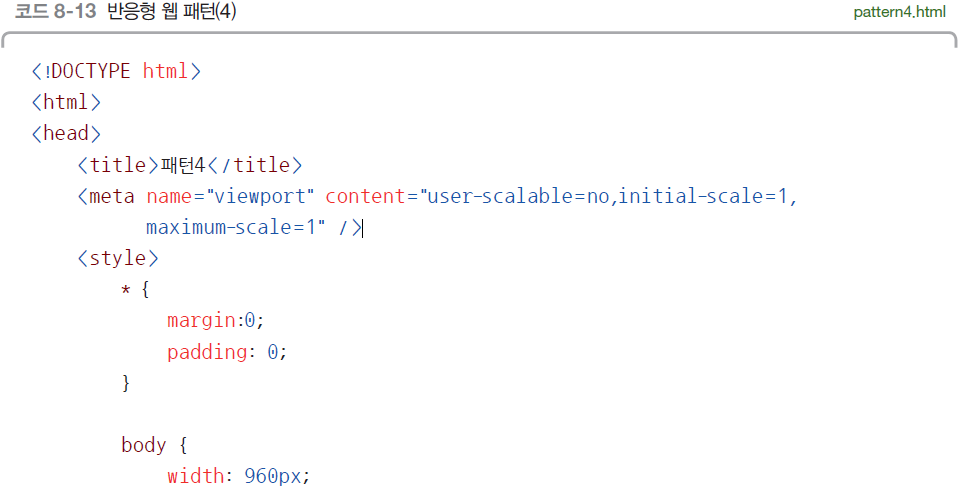 코드 8-13 반응형 웹 패턴(4) pattern4.html
<!DOCTYPE html>
<html>
<head>
<title>패턴4</title>
<meta name="viewport" content="user-scalable=no,initial-scale=1,
maximum-scale=1" />
<style>
* {
margin:0;
padding: 0;
}
body {
width: 960px;